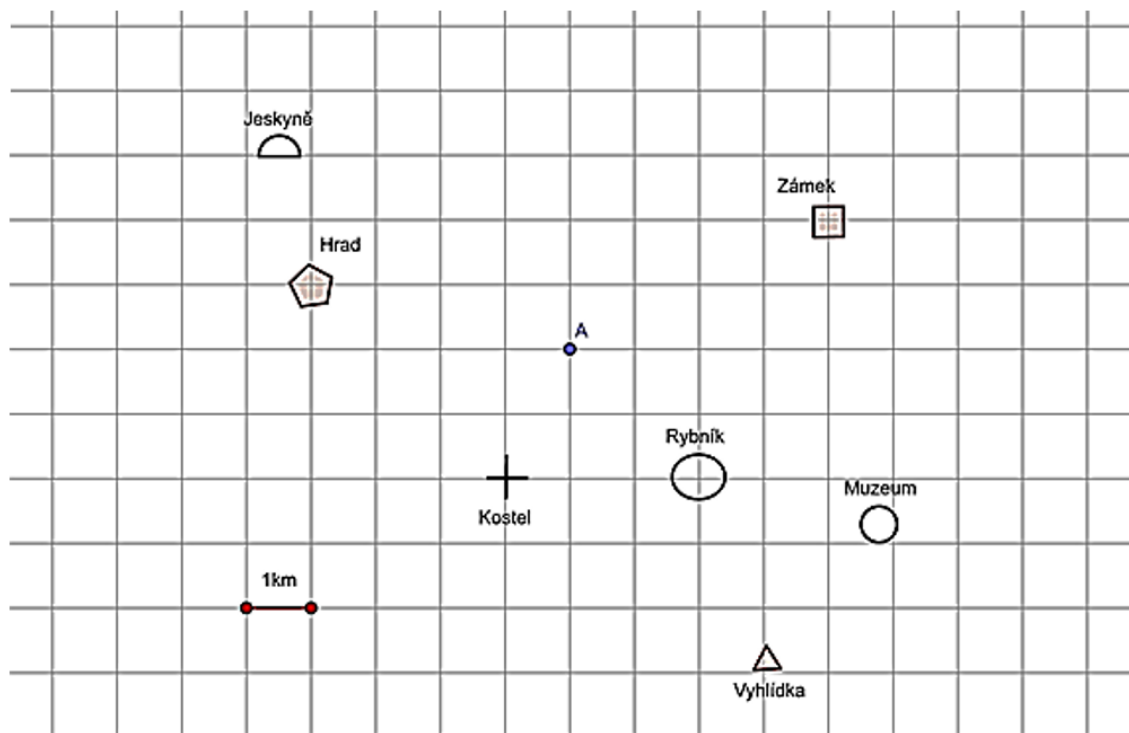 Jeskyně
Zámek
Hrad
A
Rybník
Muzeum
Kostel
1km
Vyhlídka